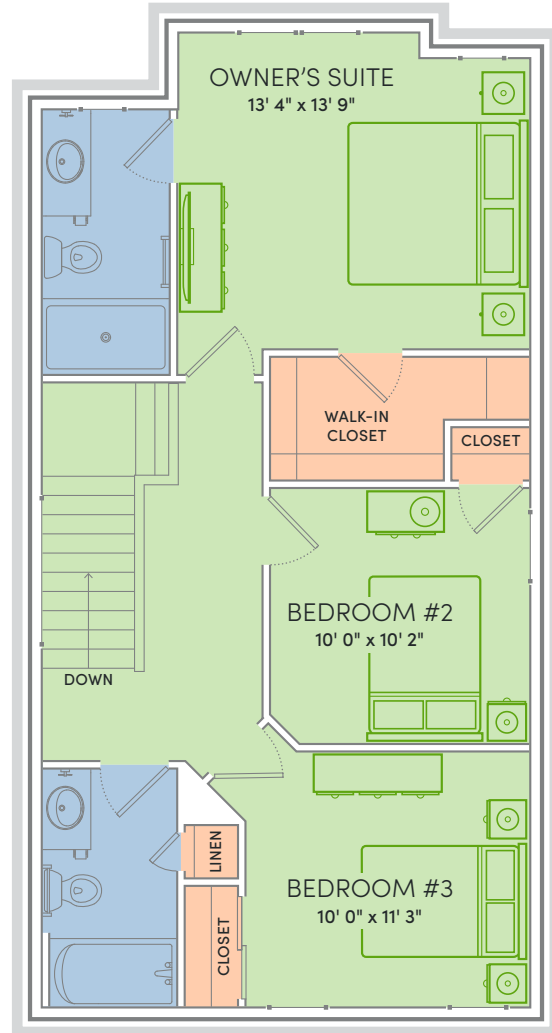 OWNER'S SUITE
13' 4" x 13' 9"
WALK-IN
CLOSET
CLOSET
BEDROOM #2
10' 0" x 10' 2"
DOWN
LINEN
BEDROOM #3
10' 0" x 11' 3"
CLOSET